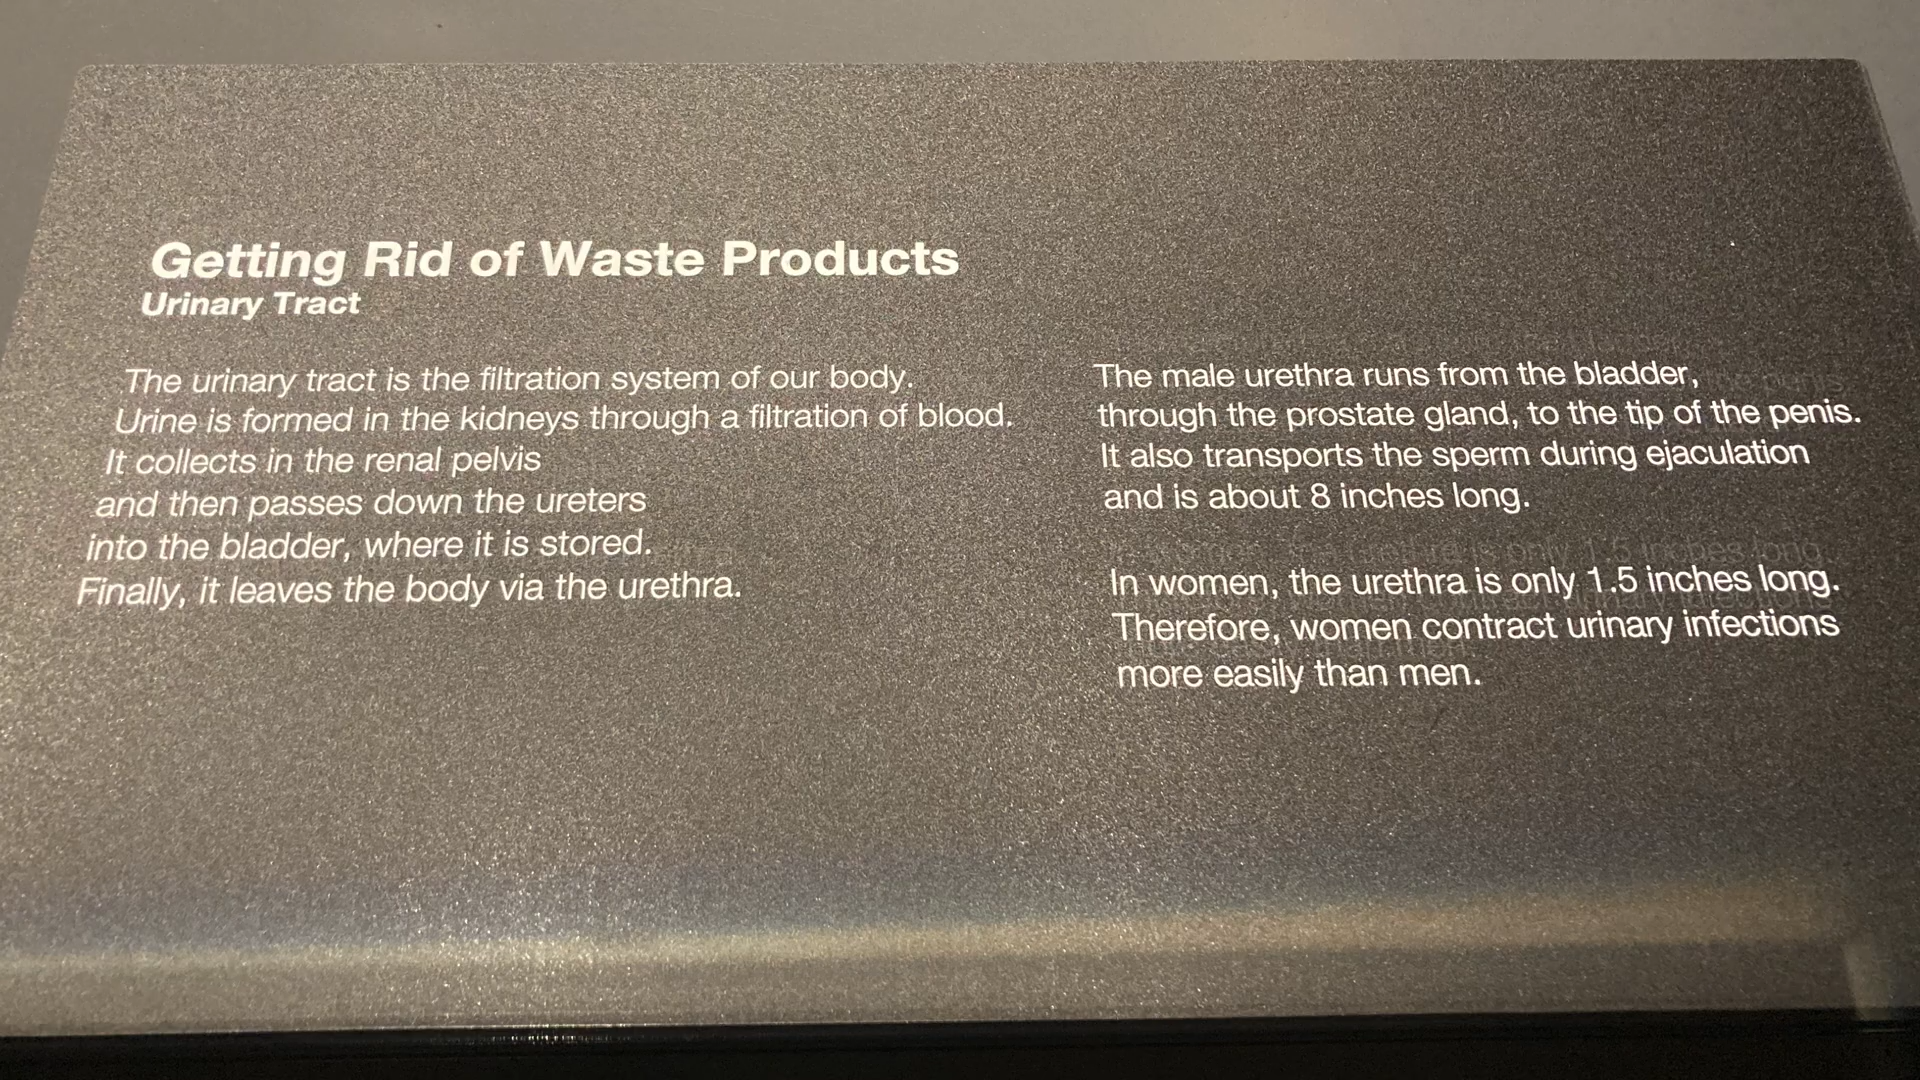 Getting Rid of Waste Products
Urinary Tract
The urinary tract is the filtration system of our body.
Urine is formed in the kidneys through a filtration of blood.
It collects in the renal pelvis
and then passes down the ureters
into the bladder, where it is stored.
Finally, it leaves the body via the urethra.
The male urethra runs from the bladder,
through the prostate gland, to the tip of the penis.
It also transports the sperm during ejaculation
and is about 8 inches long.
In women, the urethra is only 1.5 inches long.
Therefore, women contract urinary infections
more easily than men.